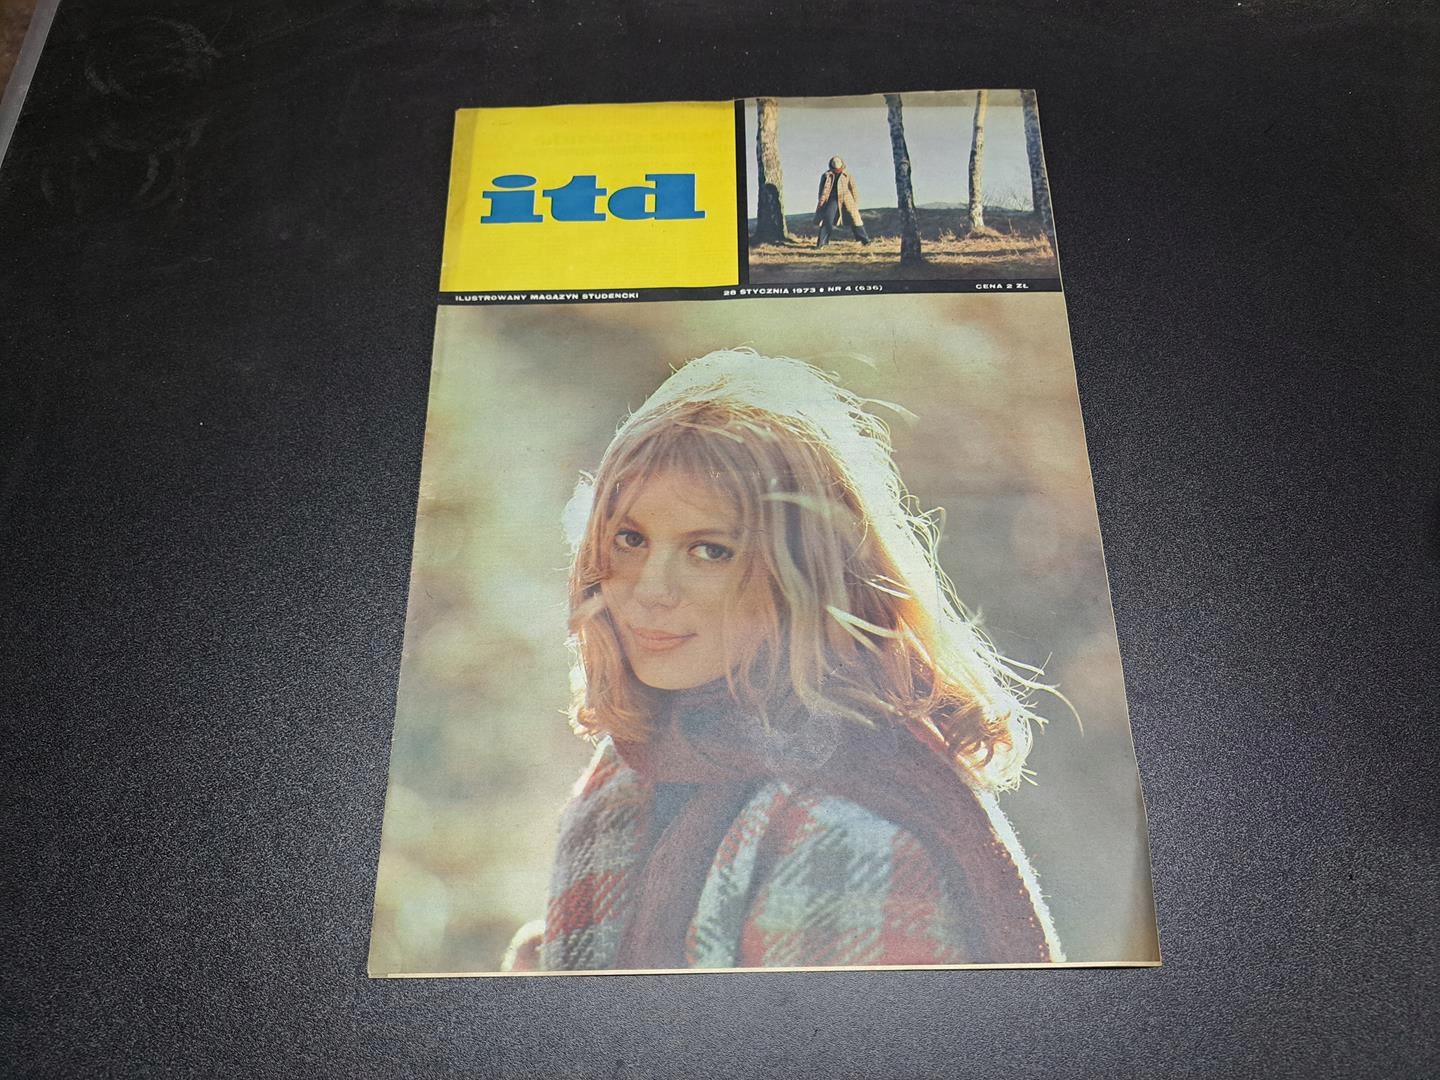 itd
ILUSTROWANY MAGAZYN STUDENCKI 28 STYCZNIA 1973 • NR 4 (636) CENA 2 ZŁ